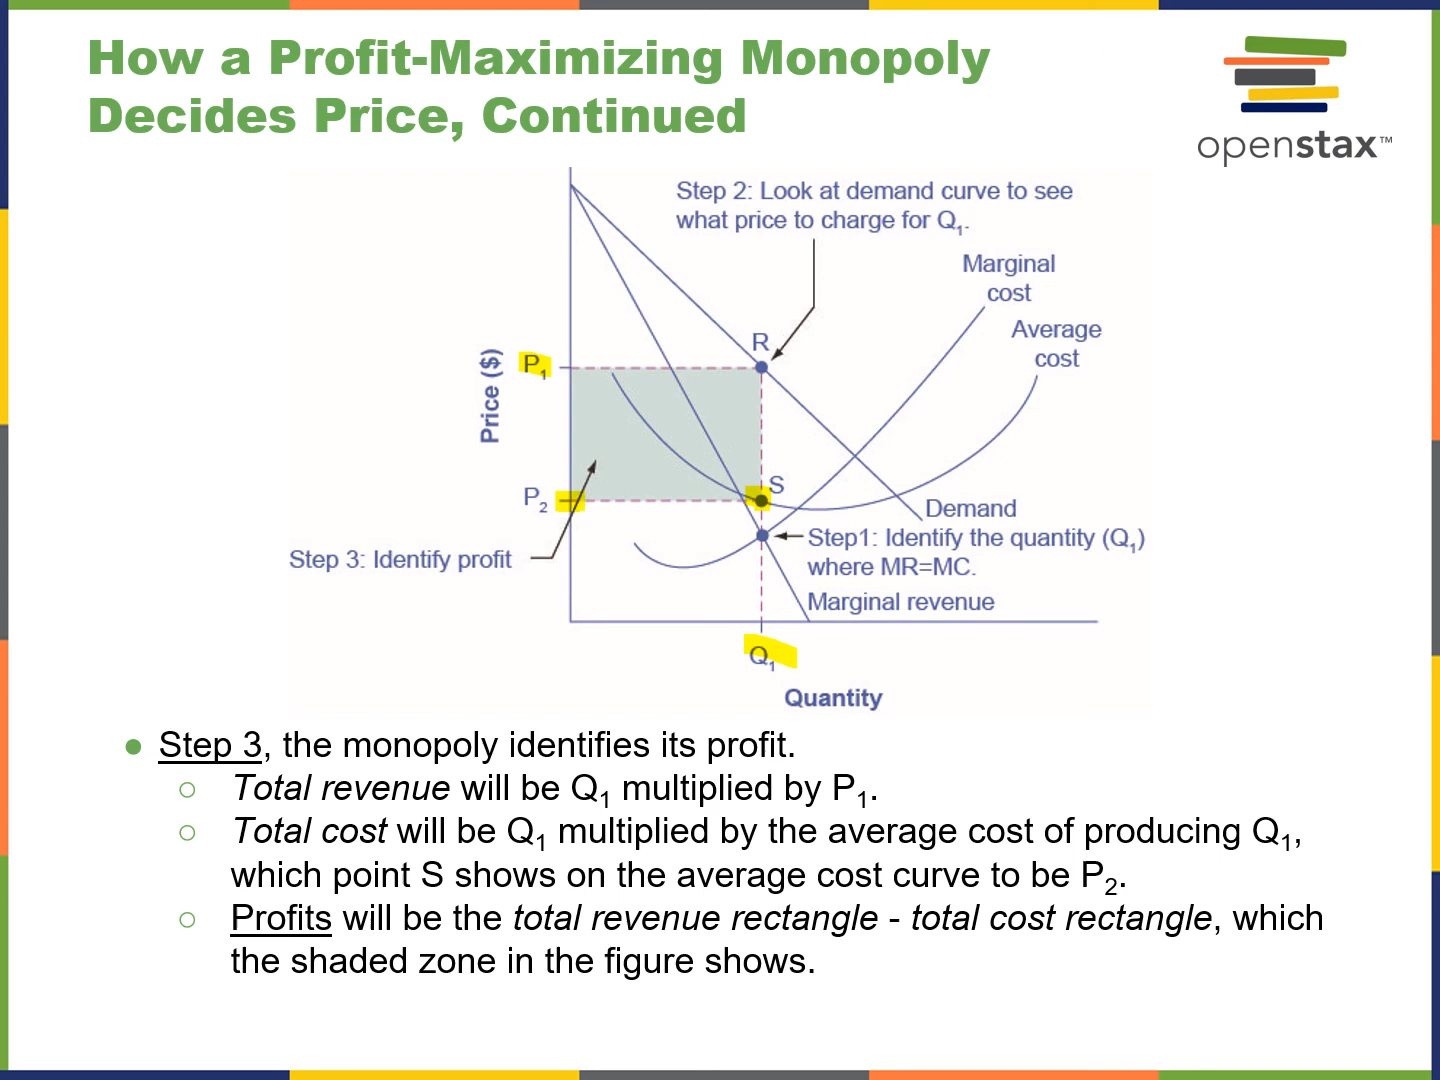 How a Profit-Maximizing Monopoly
Decides Price, Continued
openstax™
Step 2: Look at demand curve to see
what price to charge for Q₁.
Marginal
cost
Average
cost
R
P₁
Price ($)
S
P₂
Demand
Step1: Identify the quantity (Q₁)
where MR=MC.
Step 3: Identify profit
Marginal revenue
Q₁
Quantity
● Step 3, the monopoly identifies its profit.
○ Total revenue will be Q₁ multiplied by P₁.
○ Total cost will be Q₁ multiplied by the average cost of producing Q₁,
which point S shows on the average cost curve to be P₂.
○ Profits will be the total revenue rectangle - total cost rectangle, which
the shaded zone in the figure shows.